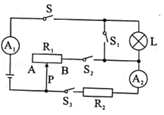 S
A₁
S₁
L
R₁
A B S₂
A₂
P
S₃ R₂